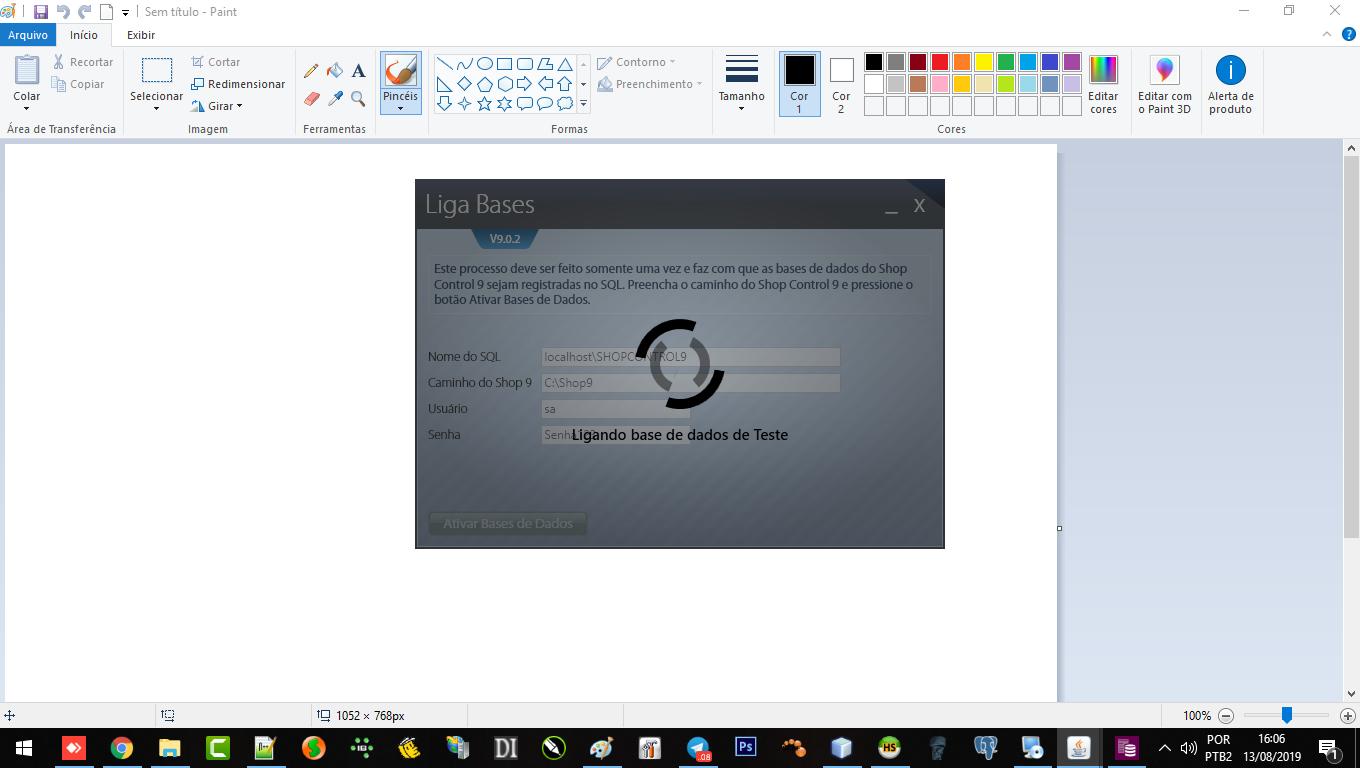 Sem título - Paint
Arquivo
Início
Exibir
Colar
Recortar
Copiar
Área de Transferência
Selecionar
Cortar
Redimensionar
Girar
Imagem
Ferramentas
Pincéis
Contorno
Preenchimento
Formas
Tamanho
Cor
1
Cor
2
Editar
cores
Cores
Editar com
o Paint 3D
Alerta de
produto
Liga Bases
_ X
V9.0.2
Este processo deve ser feito somente uma vez e faz com que as bases de dados do Shop
Control 9 sejam registradas no SQL. Preencha o caminho do Shop Control 9 e pressione o
botão Ativar Bases de Dados.
Nome do SQL
localhost\SHOPCONTROL9
Caminho do Shop 9
C:\Shop9
Usuário
sa
Senha
Ligando base de dados de Teste
Ativar Bases de Dados
1052 × 768px
100%
DI
Ps
HS
.08
POR
PTB2
16:06
13/08/2019
1